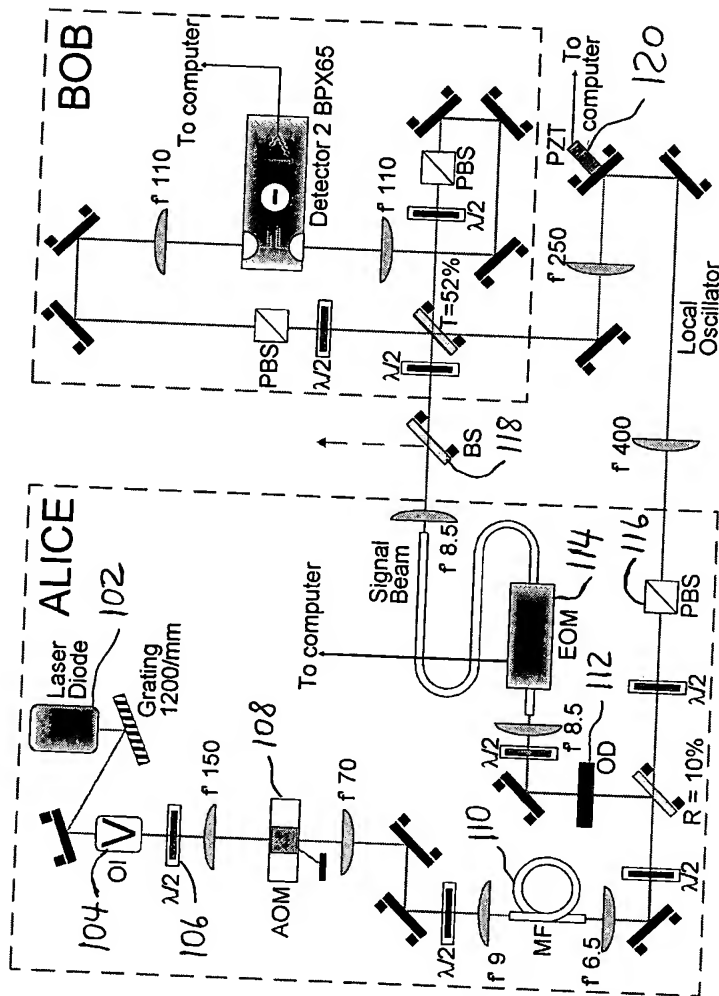 ALICE
Laser
Diode
102
Grating
1200/mm
104
OI
λ/2
106
f 150
108
AOM
f 70
λ/2
f 9
110
MF
f 6.5
λ/2
R = 10%
OD
112
λ/2
f 8.5
EOM
114
To computer
Signal
Beam
f 8.5
λ/2
116
PBS
BS
118
f 400
Local
Oscillator
BOB
λ/2
T=52%
λ/2
PBS
f 110
To computer
Detector 2 BPX65
f 110
λ/2
PBS
f 250
PZT
To
computer
120